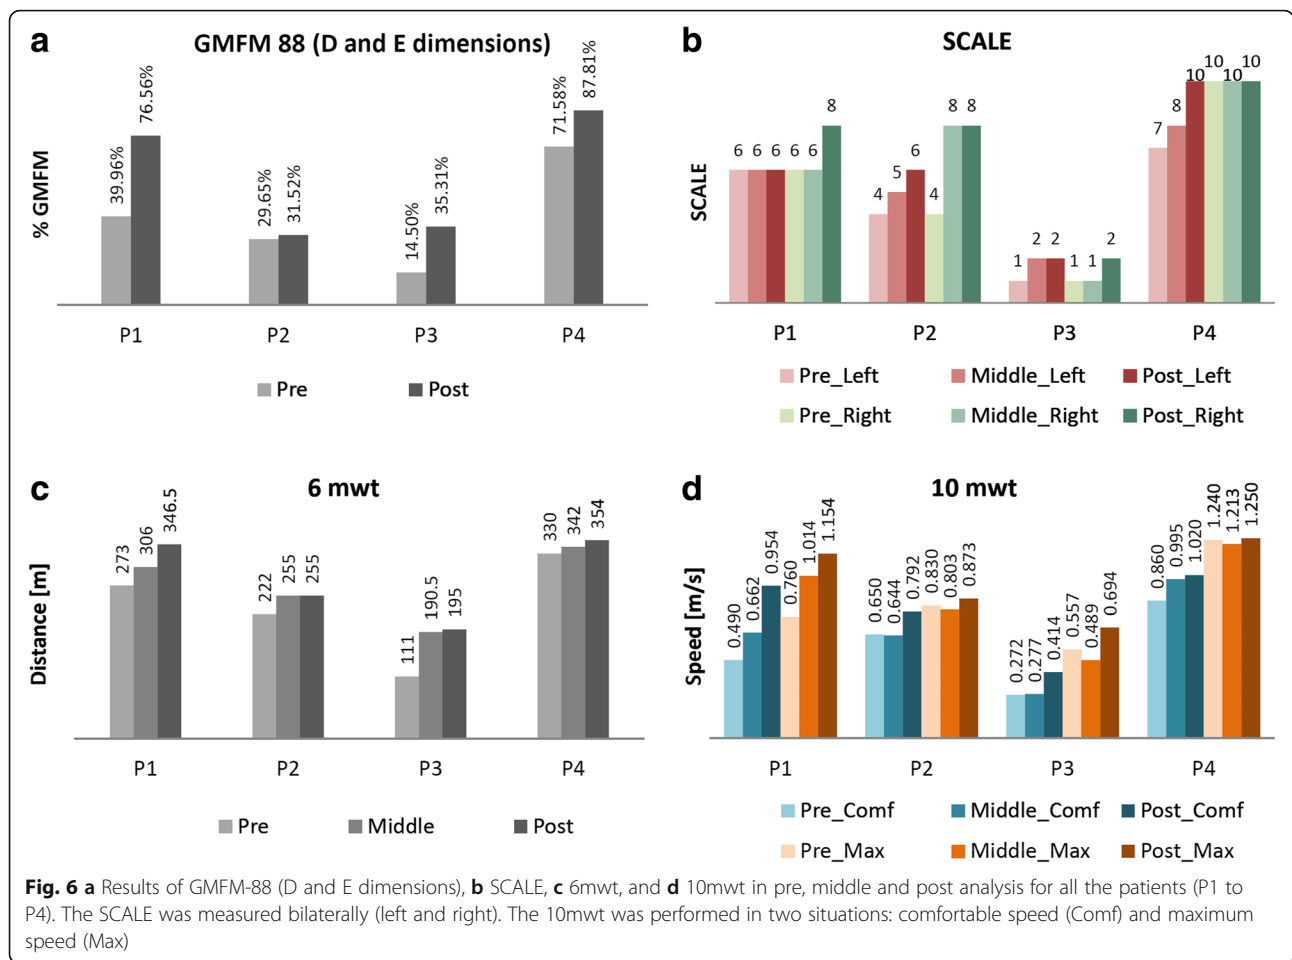 a
GMFM 88 (D and E dimensions)
% GMFM
39.96%
76.56%
29.65%
31.52%
14.50%
35.31%
71.58%
87.81%
P1
P2
P3
P4
Pre
Post
b
SCALE
SCALE
6
6
6
6
6
8
4
5
6
4
8
8
1
2
2
1
1
2
7
8
10
10
10
10
P1
P2
P3
P4
Pre_Left
Middle_Left
Post_Left
Pre_Right
Middle_Right
Post_Right
c
6 mwt
Distance [m]
273
306
346.5
222
255
255
111
190.5
195
330
342
354
P1
P2
P3
P4
Pre
Middle
Post
d
10 mwt
Speed [m/s]
0.490
0.662
0.954
0.760
1.014
1.154
0.650
0.644
0.792
0.830
0.803
0.873
0.272
0.277
0.414
0.557
0.489
0.694
0.860
0.995
1.020
1.240
1.213
1.250
P1
P2
P3
P4
Pre_Comf
Middle_Comf
Post_Comf
Pre_Max
Middle_Max
Post_Max
Fig. 6 a Results of GMFM-88 (D and E dimensions), b SCALE, c 6mwt, and d 10mwt in pre, middle and post analysis for all the patients (P1 to
P4). The SCALE was measured bilaterally (left and right). The 10mwt was performed in two situations: comfortable speed (Comf) and maximum
speed (Max)